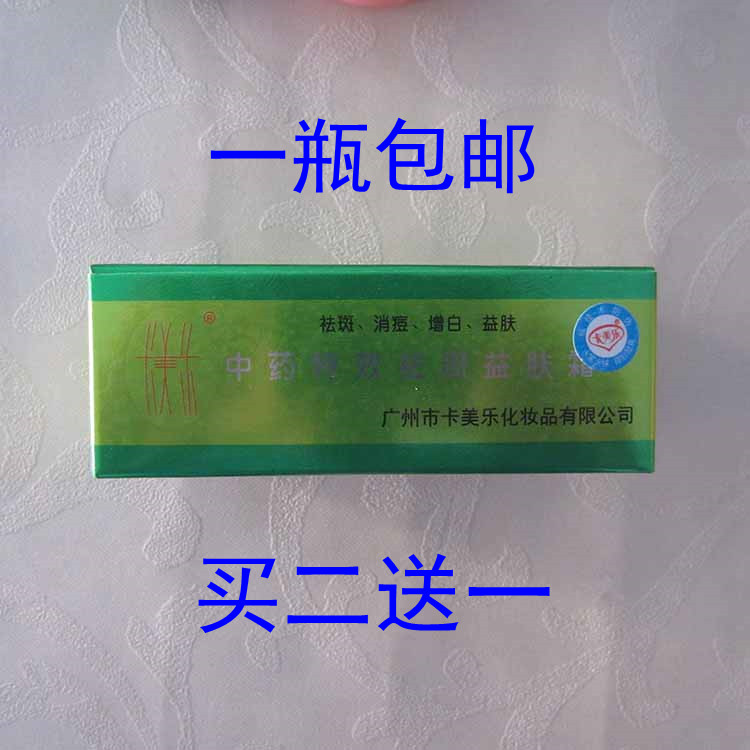 一瓶包邮
祛斑、消痘、增白、益肤
®
中药特效祛斑益肤霜
卡美乐
广州市卡美乐化妆品有限公司
买二送一